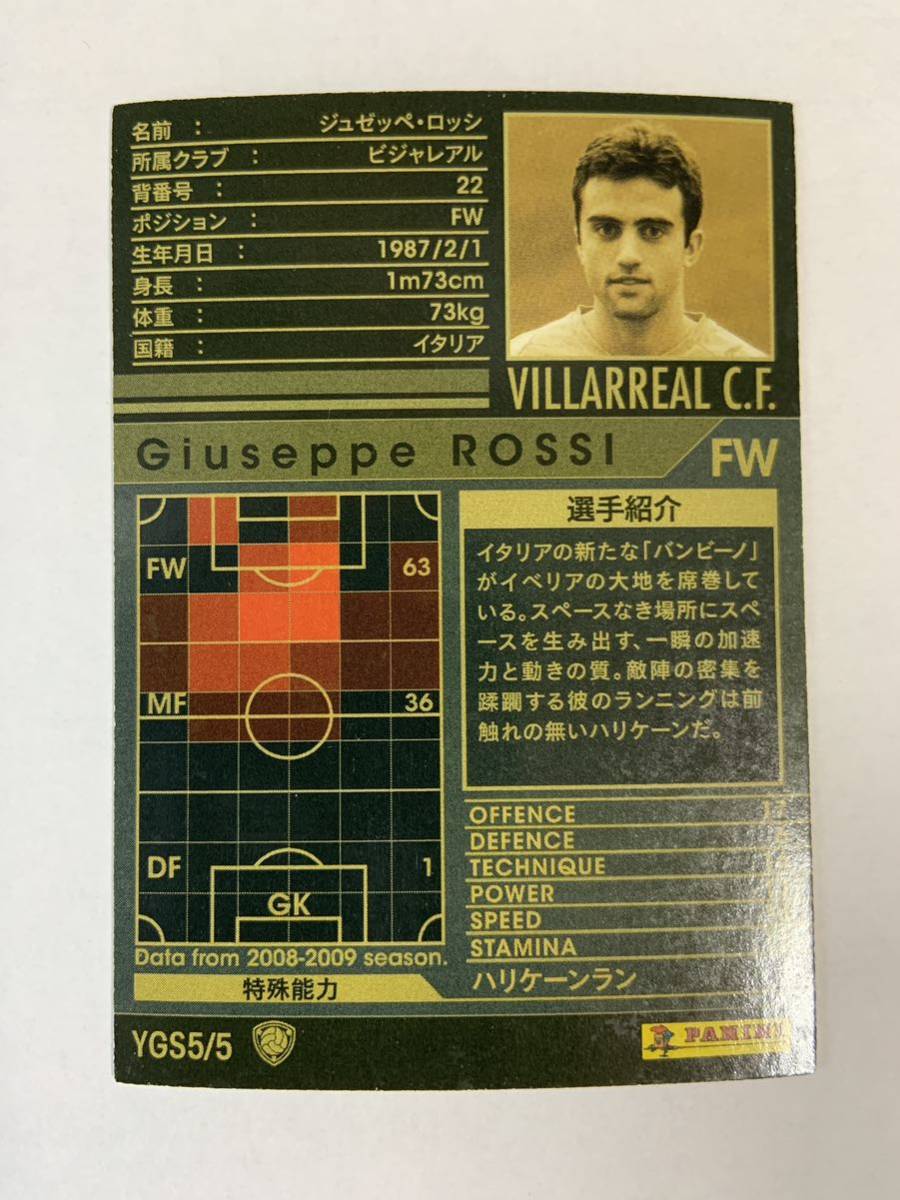 名前 : ジュゼッペ・ロッシ
所属クラブ : ビジャレアル
背番号 : 22
ポジション : FW
生年月日 : 1987/2/1
身長 : 1m73cm
体重 : 73kg
国籍 : イタリア
VILLARREAL C.F.
Giuseppe ROSSI
FW
FW 63
MF 36
DF 1
GK
Data from 2008-2009 season.
選手紹介
イタリアの新たな「バンビーノ」
がイベリアの大地を席巻して
いる。スペースなき場所にスペ
ースを生み出す、一瞬の加速
力と動きの質。敵陣の密集を
蹂躙する彼のランニングは前
触れの無いハリケーンだ。
OFFENCE
DEFENCE
TECHNIQUE
POWER
SPEED
STAMINA
特殊能力
ハリケーンラン
YGS5/5
PANINI